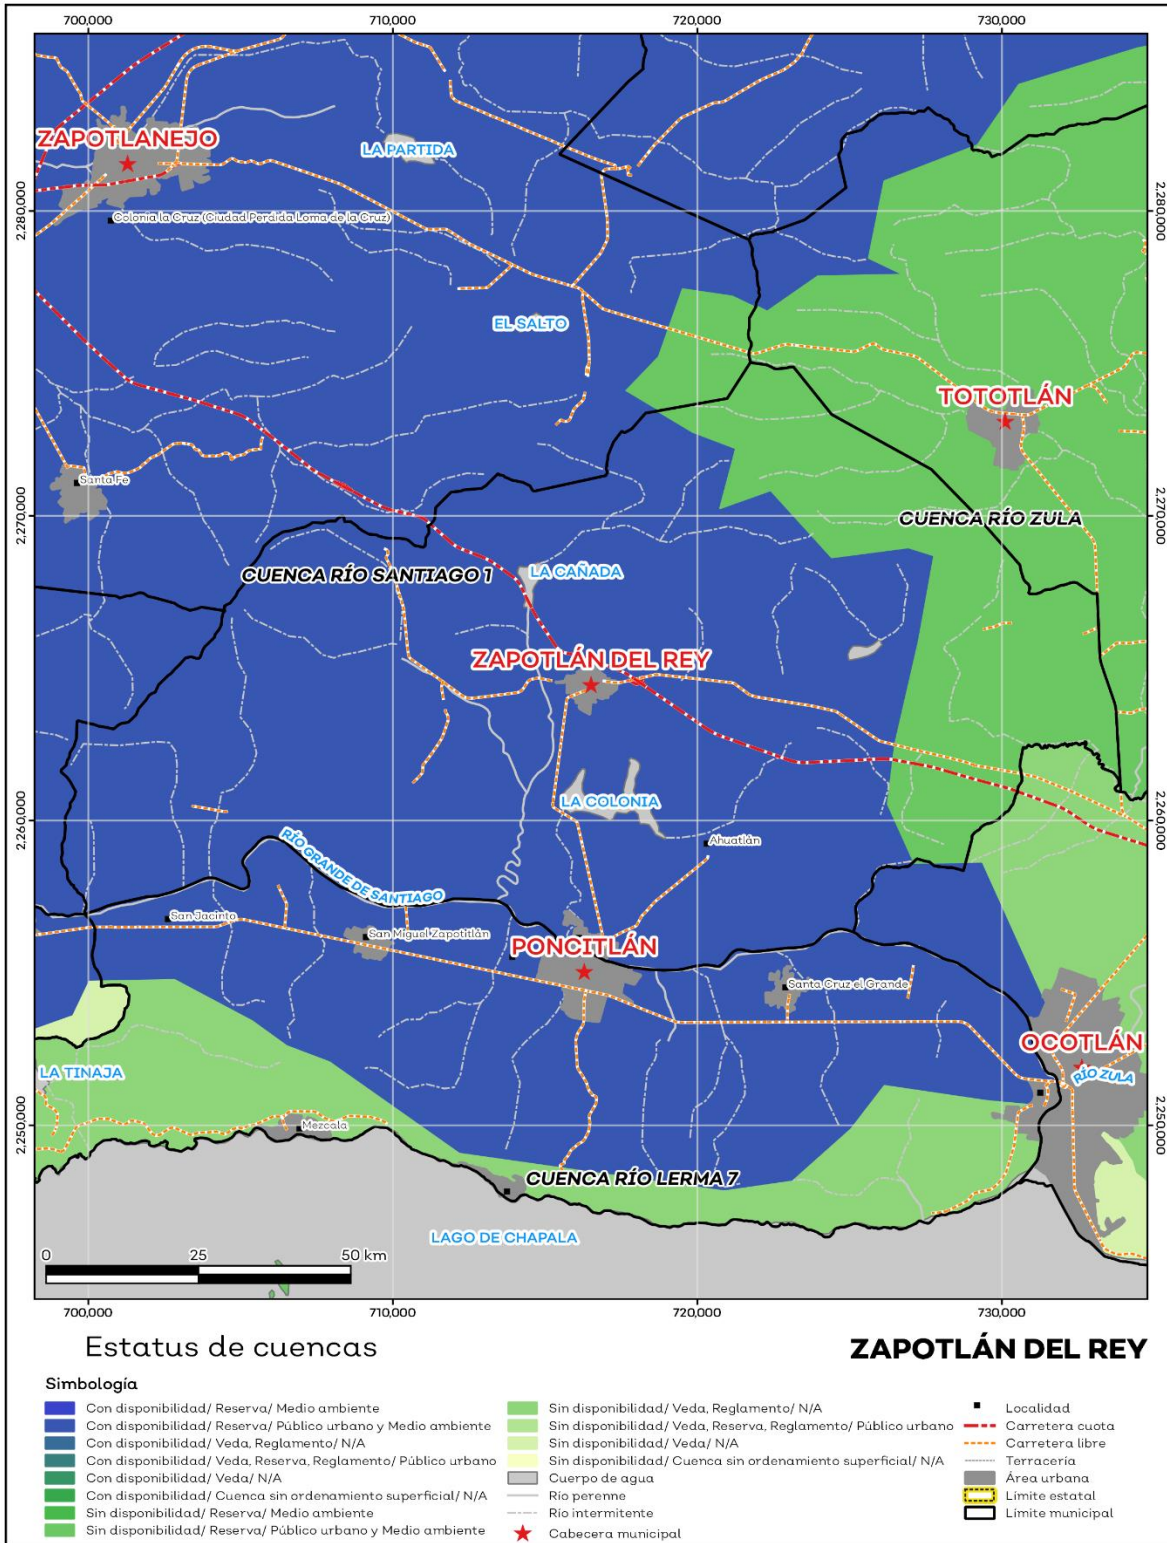 700,000 710,000 720,000 730,000
ZAPOTLANEJO
LA PARTIDA
2,280,000 2,280,000
Colonia la Cruz (Ciudad Perdida Loma de la Cruz)
EL SALTO
TOTOTLÁN
Santa Fe
2,270,000 2,270,000
CUENCA RÍO ZULA
CUENCA RÍO SANTIAGO 1
LA CAÑADA
ZAPOTLÁN DEL REY
LA COLONIA
2,260,000 2,260,000
Ahuatlán
RÍO GRANDE DE SANTIAGO
San Jacinto
San Miguel Zapotitlán
PONCITLÁN
Santa Cruz el Grande
OCOTLÁN
LA TINAJA
RÍO ZULA
2,250,000 2,250,000
Mezcala
CUENCA RÍO LERMA 7
LAGO DE CHAPALA
0 25 50 km
700,000 710,000 720,000 730,000
Estatus de cuencas
ZAPOTLÁN DEL REY
Simbología
Con disponibilidad/ Reserva/ Medio ambiente
Con disponibilidad/ Reserva/ Público urbano y Medio ambiente
Con disponibilidad/ Veda, Reglamento/ N/A
Con disponibilidad/ Veda, Reserva, Reglamento/ Público urbano
Con disponibilidad/ Veda/ N/A
Con disponibilidad/ Cuenca sin ordenamiento superficial/ N/A
Sin disponibilidad/ Reserva/ Medio ambiente
Sin disponibilidad/ Reserva/ Público urbano y Medio ambiente
Sin disponibilidad/ Veda, Reglamento/ N/A
Sin disponibilidad/ Veda, Reserva, Reglamento/ Público urbano
Sin disponibilidad/ Veda/ N/A
Sin disponibilidad/ Cuenca sin ordenamiento superficial/ N/A
Cuerpo de agua
Río perenne
Río intermitente
Cabecera municipal
Localidad
Carretera cuota
Carretera libre
Terracería
Área urbana
Límite estatal
Límite municipal